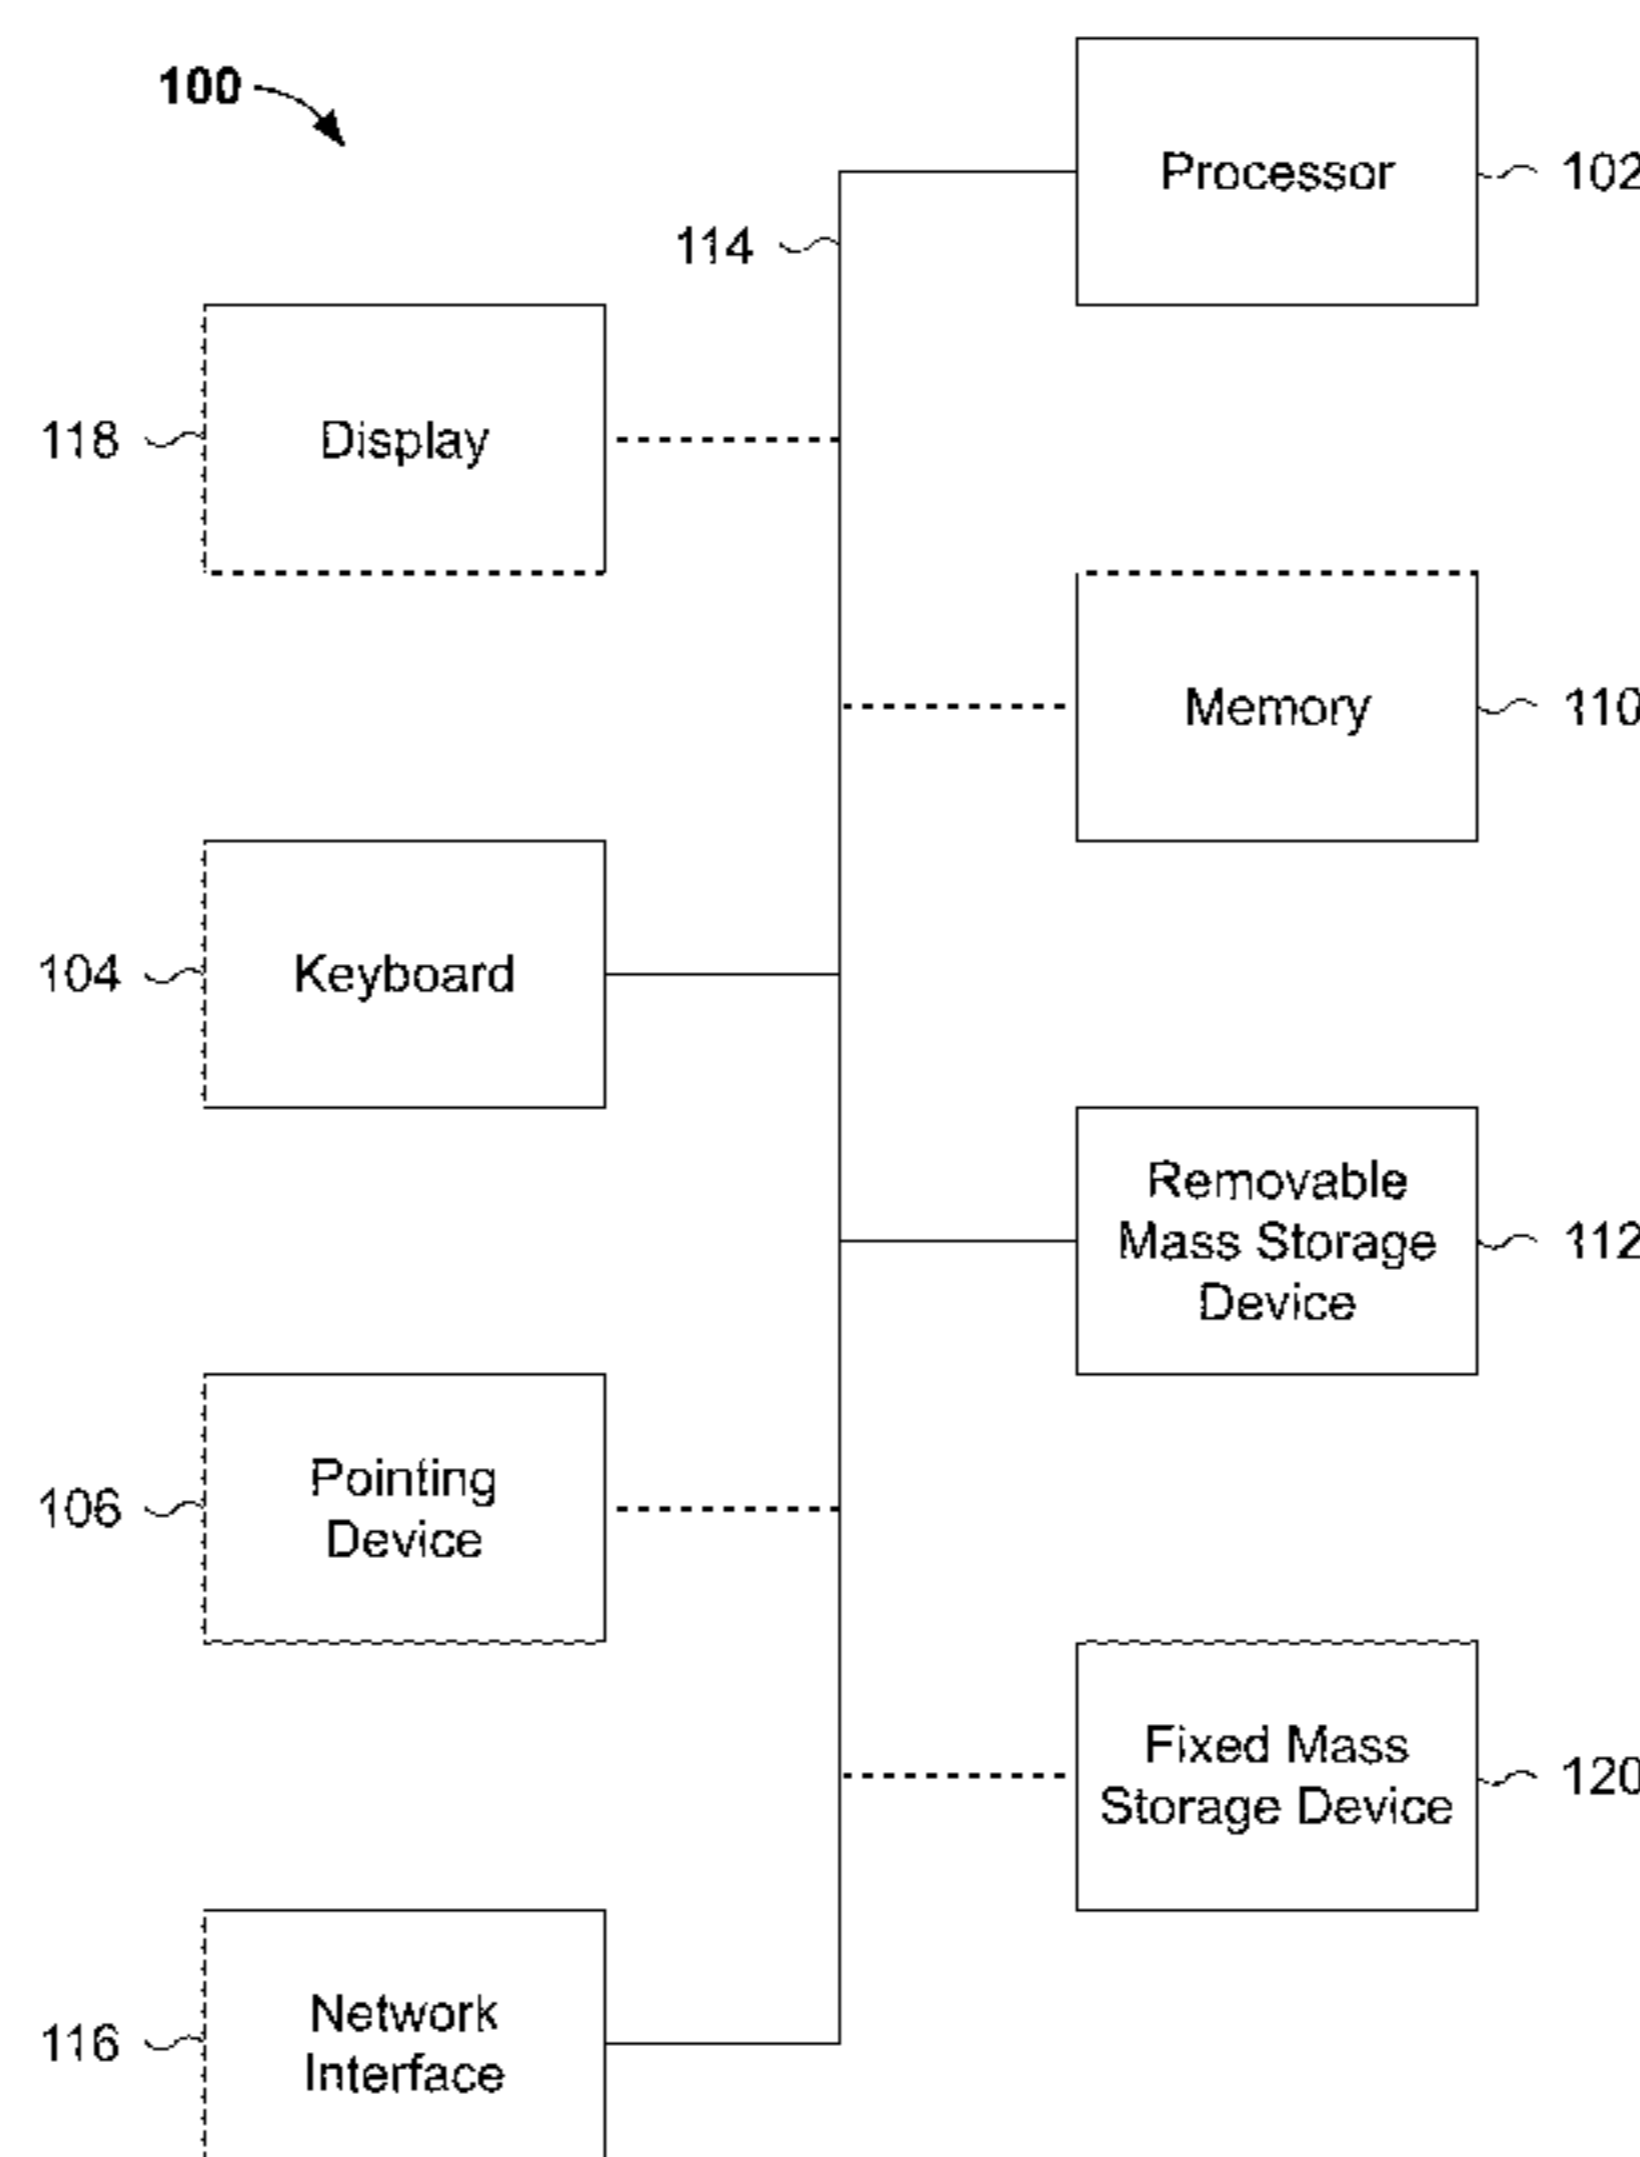 100
Processor
102
114
118
Display
Memory
110
104
Keyboard
Removable
Mass Storage
Device
112
106
Pointing
Device
Fixed Mass
Storage Device
120
116
Network
Interface